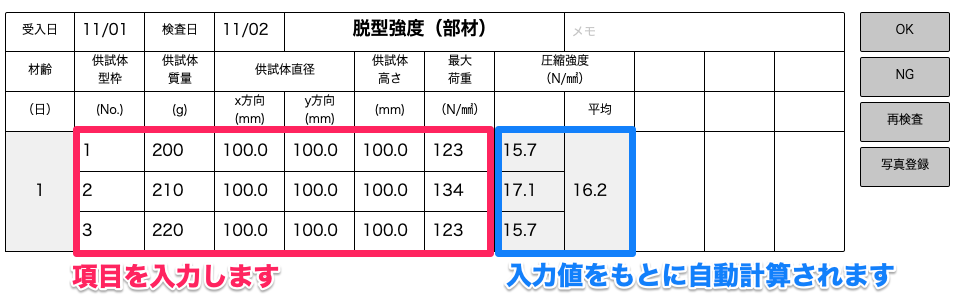 受入日 11/01 検査日 11/02 脱型強度（部材） メモ
材齢 供試体 供試体 供試体直径 供試体 最大 圧縮強度
型枠 質量 高さ 荷重 (N/㎟)
（日） (No.) (g) x方向 y方向 (mm) (N/㎟) 平均
(mm) (mm)
1 200 100.0 100.0 100.0 123 15.7
1 2 210 100.0 100.0 100.0 134 17.1 16.2
3 220 100.0 100.0 100.0 123 15.7
項目を入力します 入力値をもとに自動計算されます
OK
NG
再検査
写真登録